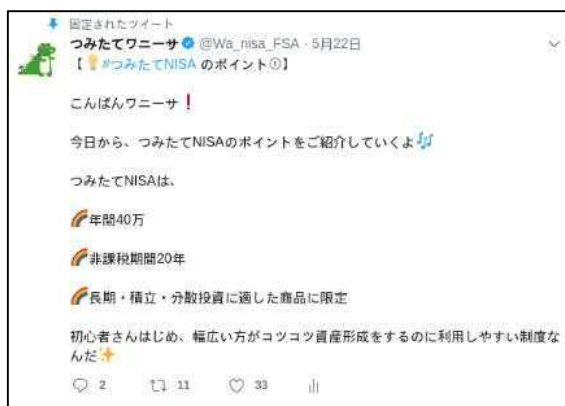 固定されたツイート
つみたてワニーサ @Wa_nisa_FSA · 5月22日
【💡#つみたてNISA のポイント①】
こんばんワニーサ❗
今日から、つみたてNISAのポイントをご紹介していくよ🎶
つみたてNISAは、
🌈年間40万
🌈非課税期間20年
🌈長期・積立・分散投資に適した商品に限定
初心者さんはじめ、幅広い方がコツコツ資産形成をするのに利用しやすい制度な
んだ✨
2 11 33